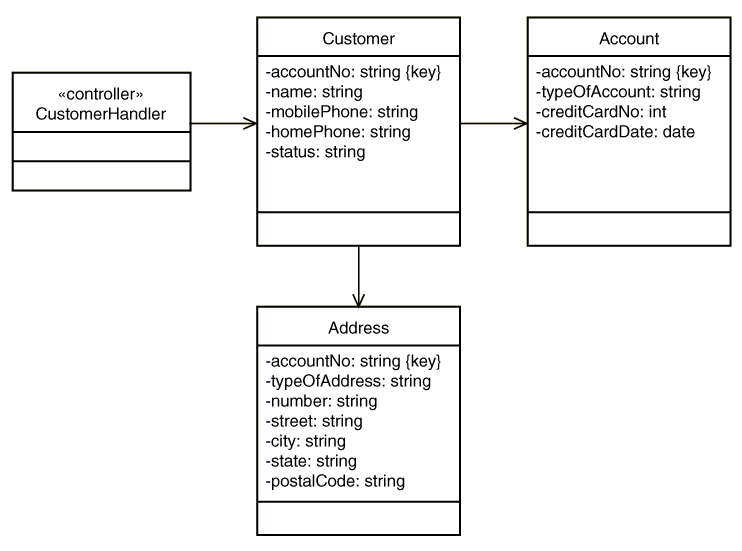 «controller»
CustomerHandler
Customer
-accountNo: string {key}
-name: string
-mobilePhone: string
-homePhone: string
-status: string
Account
-accountNo: string {key}
-typeOfAccount: string
-creditCardNo: int
-creditCardDate: date
Address
-accountNo: string {key}
-typeOfAddress: string
-number: string
-street: string
-city: string
-state: string
-postalCode: string